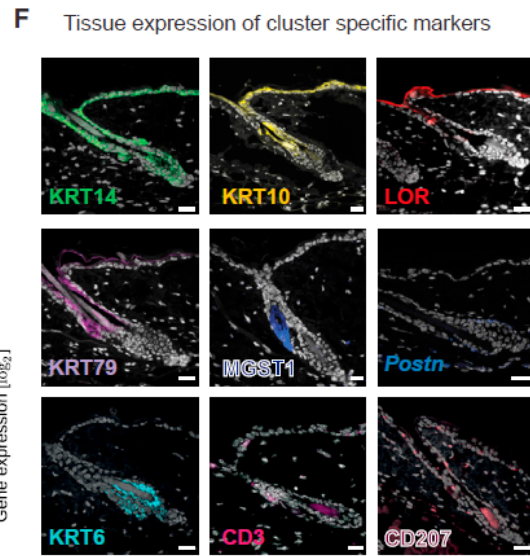 F Tissue expression of cluster specific markers
KRT14 KRT10 LOR
KRT79 MGST1 Postn
KRT6 CD3 CD207
Gene expression [log2]